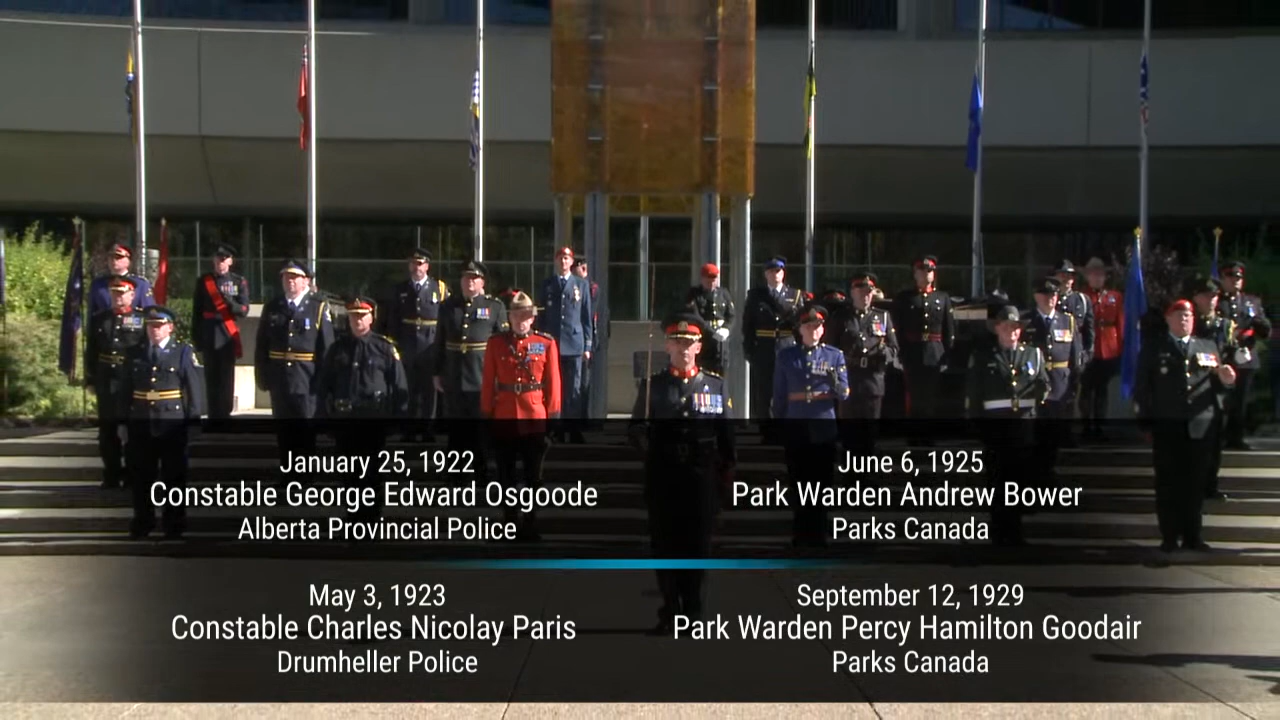 January 25, 1922
Constable George Edward Osgoode
Alberta Provincial Police
June 6, 1925
Park Warden Andrew Bower
Parks Canada
May 3, 1923
Constable Charles Nicolay Paris
Drumheller Police
September 12, 1929
Park Warden Percy Hamilton Goodair
Parks Canada